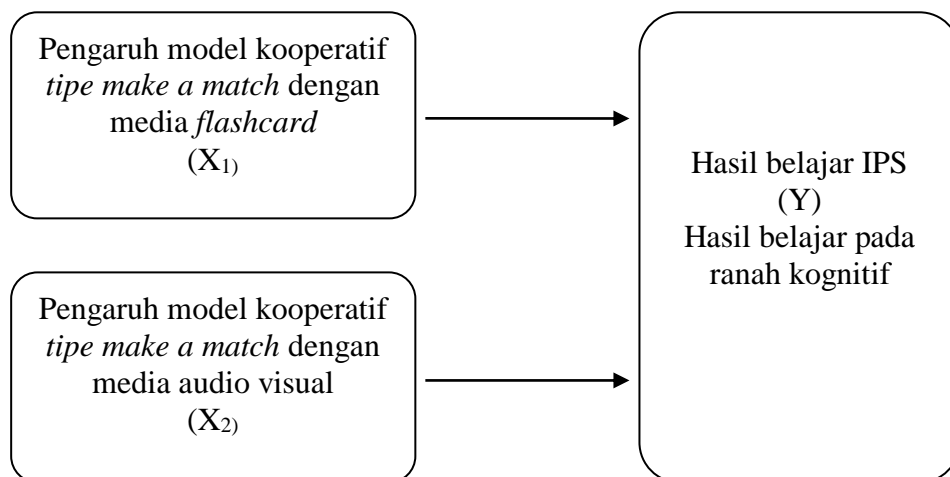 Pengaruh model kooperatif
tipe make a match dengan
media flashcard
(X1)
Pengaruh model kooperatif
tipe make a match dengan
media audio visual
(X2)
Hasil belajar IPS
(Y)
Hasil belajar pada
ranah kognitif